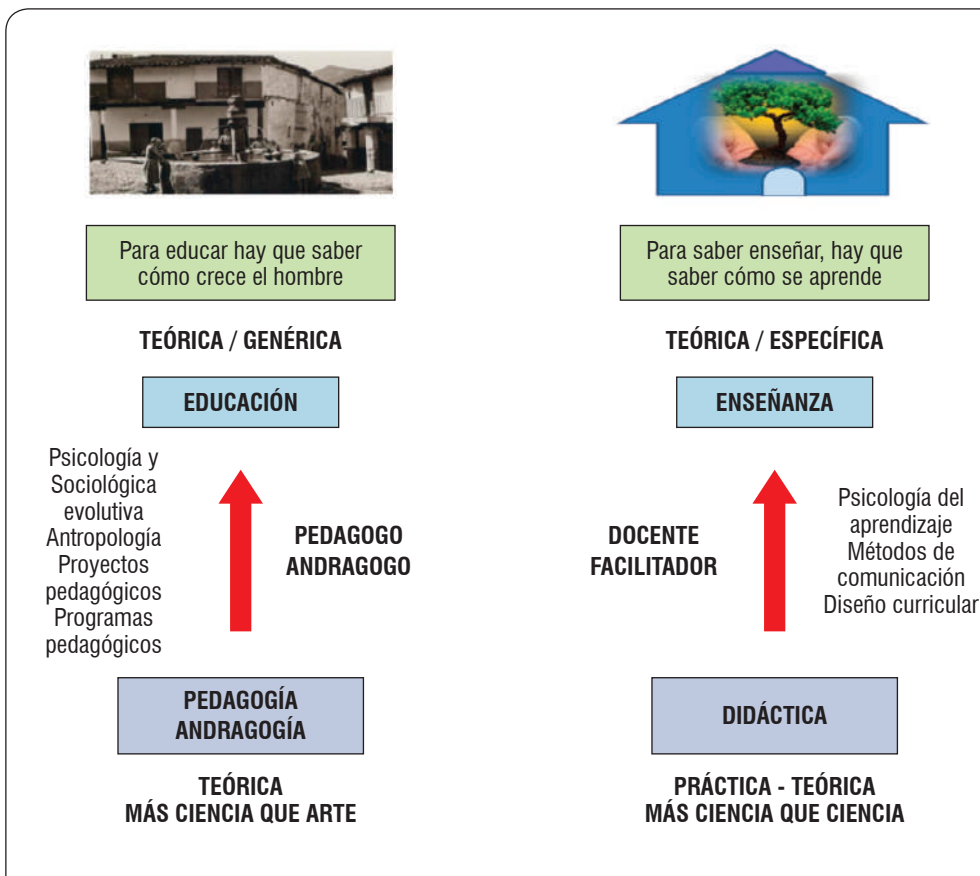 Para educar hay que saber
cómo crece el hombre
TEÓRICA / GENÉRICA
EDUCACIÓN
Psicología y
Sociológica
evolutiva
Antropología
Proyectos
pedagógicos
Programas
pedagógicos
PEDAGOGO
ANDRAGOGO
PEDAGOGÍA
ANDRAGOGÍA
TEÓRICA
MÁS CIENCIA QUE ARTE
Para saber enseñar, hay que
saber cómo se aprende
TEÓRICA / ESPECÍFICA
ENSEÑANZA
DOCENTE
FACILITADOR
Psicología del
aprendizaje
Métodos de
comunicación
Diseño curricular
DIDÁCTICA
PRÁCTICA - TEÓRICA
MÁS CIENCIA QUE CIENCIA